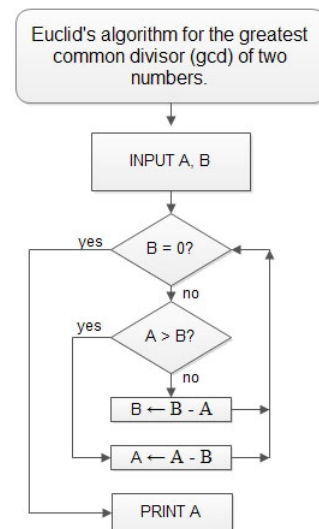 Euclid's algorithm for the greatest
common divisor (gcd) of two
numbers.
INPUT A, B
yes
B = 0?
no
yes
A > B?
no
B ← B - A
A ← A - B
PRINT A